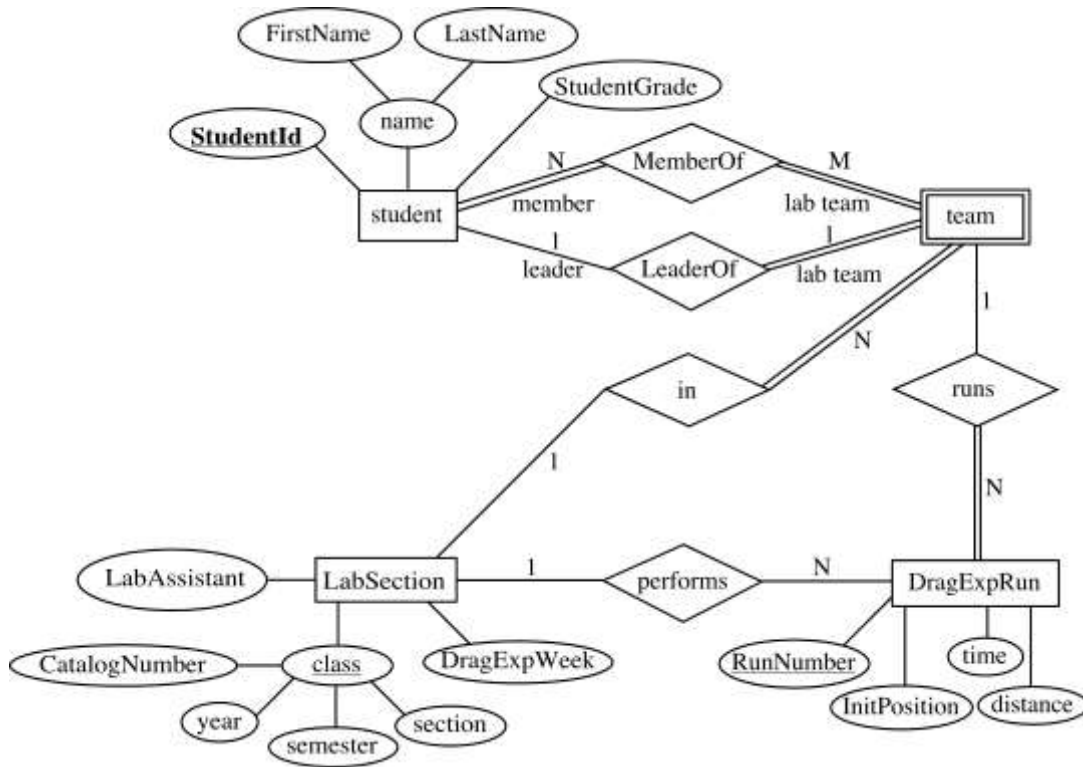 FirstName
LastName
StudentGrade
name
StudentId
N
MemberOf
M
student
member
lab team
team
1
1
leader
LeaderOf
lab team
1
N
in
runs
1
N
LabAssistant
LabSection
1
performs
N
DragExpRun
CatalogNumber
class
DragExpWeek
RunNumber
time
year
section
InitPosition
distance
semester